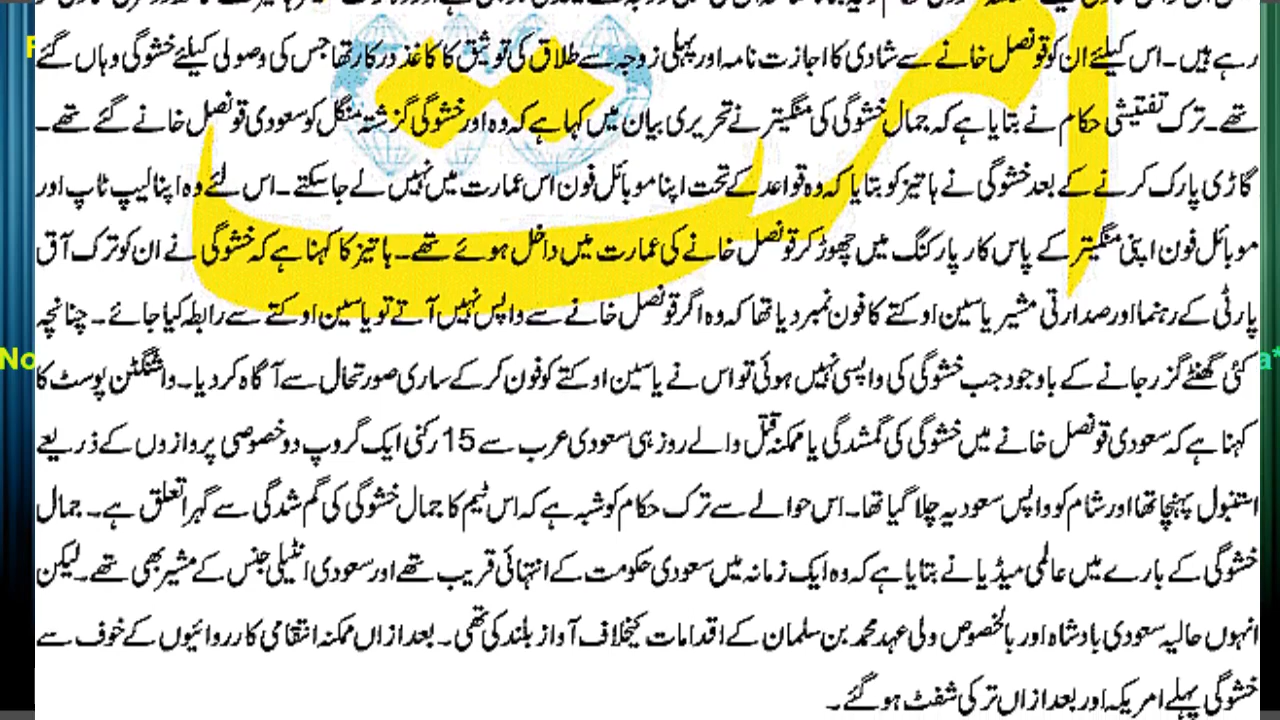 رہے ہیں۔ اس کیلئے ان کو قونصل خانے سے شادی کا اجازت نامہ اور پہلی زوجہ سے طلاق کی توثیق کا کاغذ درکار تھا جس کی وصولی کیلئے خشوگی وہاں گئے
تھے۔ ترک تفتیشی حکام نے بتایا ہے کہ جمال خشوگی کی منگیتر نے تحریری بیان میں کہا ہے کہ وہ اور خشوگی گزشتہ منگل کو سعودی قونصل خانے گئے تھے۔
گاڑی پارک کرنے کے بعد خشوگی نے ہاتیز کو بتایا کہ وہ قواعد کے تحت اپنا موبائل فون اس عمارت میں نہیں لے جاسکتے۔ اس لئے وہ اپنا لیپ ٹاپ اور
موبائل فون اپنی منگیتر کے پاس کار پارکنگ میں چھوڑ کر قونصل خانے کی عمارت میں داخل ہوئے تھے۔ ہاتیز کا کہنا ہے کہ خشوگی نے ان کو ترک آق
پارٹی کے رہنما اور صدارتی مشیر یاسین اوکتے کا فون نمبر دیا تھا کہ وہ اگر قونصل خانے سے واپس نہیں آتے تو یاسین اوکتے سے رابطہ کیا جائے۔ چنانچہ
No
a*
کئی گھنٹے گزر جانے کے باوجود جب خشوگی کی واپسی نہیں ہوئی تو اس نے یاسین اوکتے کو فون کرکے ساری صورتحال سے آگاہ کردیا۔ واشنگٹن پوسٹ کا
کہنا ہے کہ سعودی قونصل خانے میں خشوگی کی گمشدگی یا ممکنہ قتل والے روز ہی سعودی عرب سے 15 رکنی ایک گروپ دو خصوصی پروازوں کے ذریعے
استنبول پہنچا تھا اور شام کو واپس سعودیہ چلا گیا تھا۔ اس حوالے سے ترک حکام کو شبہ ہے کہ اس ٹیم کا جمال خشوگی کی گم شدگی سے گہرا تعلق ہے۔ جمال
خشوگی کے بارے میں عالمی میڈیا نے بتایا ہے کہ وہ ایک زمانہ میں سعودی حکومت کے انتہائی قریب تھے اور سعودی انٹیلی جنس کے مشیر بھی تھے۔ لیکن
انہوں حالیہ سعودی بادشاہ اور بالخصوص ولی عہد محمد بن سلمان کے اقدامات کیخلاف آواز بلند کی تھی۔ بعد ازاں ممکنہ انتقامی کارروائیوں کے خوف سے
خشوگی پہلے امریکہ اور بعد ازاں ترکی شفٹ ہو گئے۔